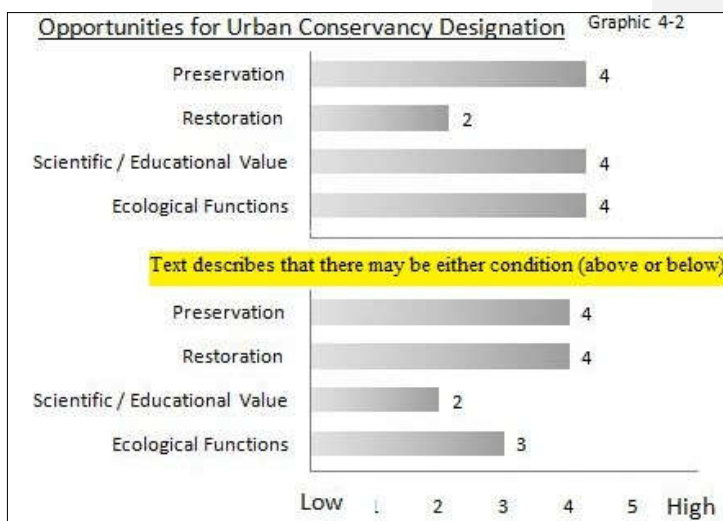 Opportunities for Urban Conservancy Designation Graphic 4-2
Preservation 4
Restoration 2
Scientific / Educational Value 4
Ecological Functions 4
Text describes that there may be either condition (above or below)
Preservation 4
Restoration 4
Scientific / Educational Value 2
Ecological Functions 3
Low 1 2 3 4 5 High